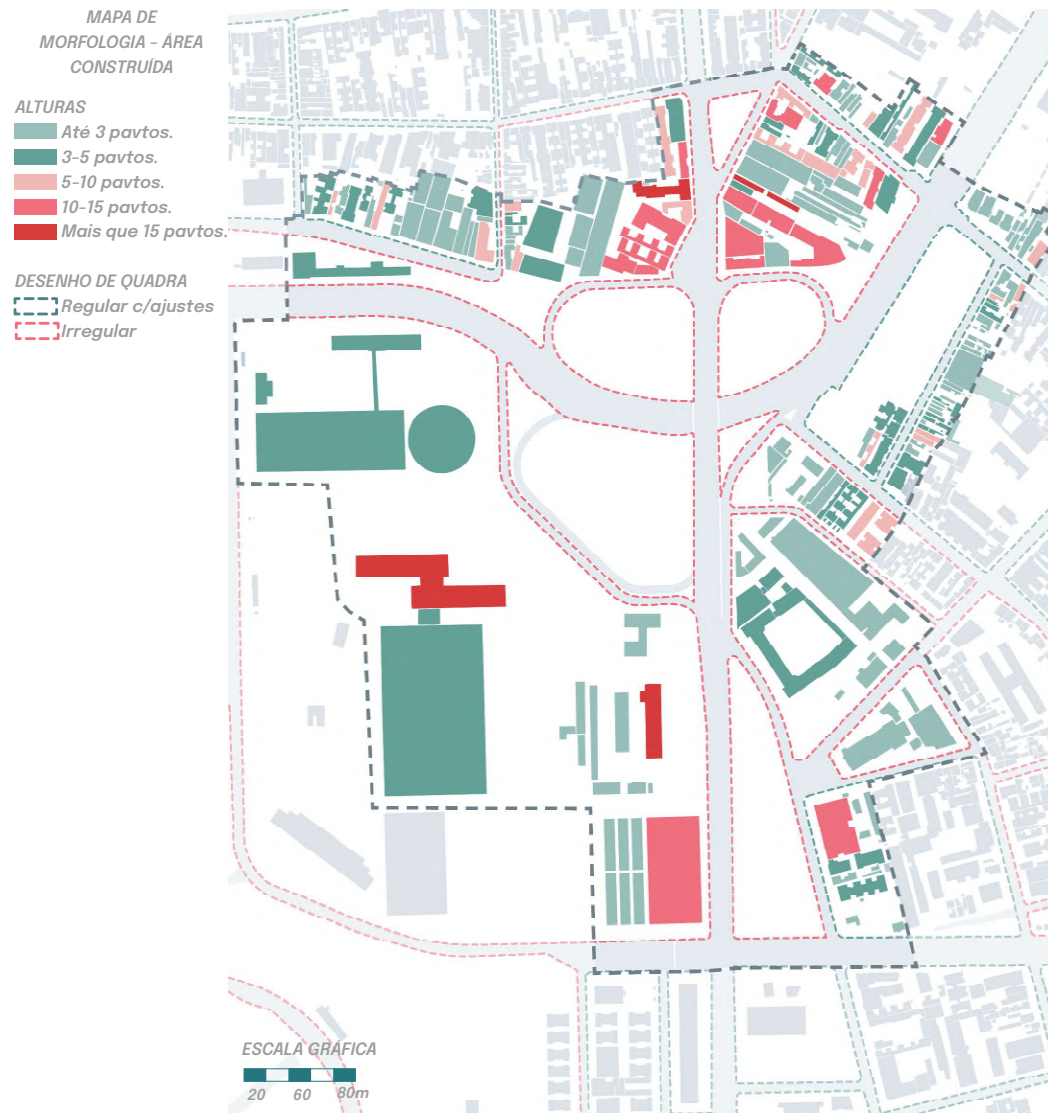 MAPA DE
MORFOLOGIA - ÁREA
CONSTRUÍDA
ALTURAS
Até 3 pavtos.
3-5 pavtos.
5-10 pavtos.
10-15 pavtos.
Mais que 15 pavtos.
DESENHO DE QUADRA
Regular c/ajustes
Irregular
ESCALA GRÁFICA
20 60 80m